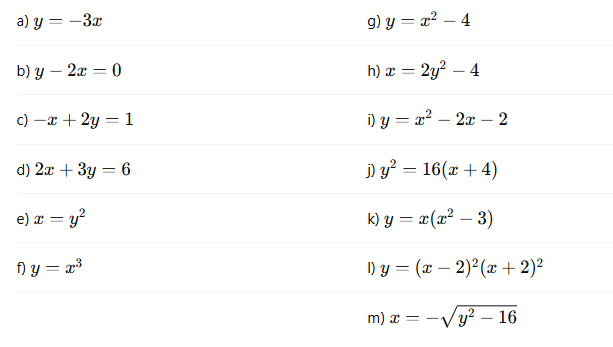 a) y = −3x
b) y − 2x = 0
c) −x + 2y = 1
d) 2x + 3y = 6
e) x = y²
f) y = x³
g) y = x² − 4
h) x = 2y² − 4
i) y = x² − 2x − 2
j) y² = 16(x + 4)
k) y = x(x² − 3)
l) y = (x − 2)²(x + 2)²
m) x = −√(y² − 16)